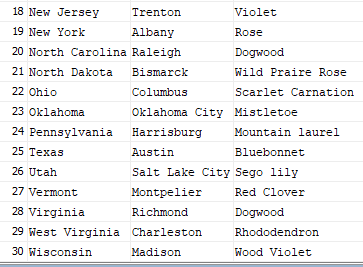 18 New Jersey Trenton Violet
19 New York Albany Rose
20 North Carolina Raleigh Dogwood
21 North Dakota Bismarck Wild Praire Rose
22 Ohio Columbus Scarlet Carnation
23 Oklahoma Oklahoma City Mistletoe
24 Pennsylvania Harrisburg Mountain laurel
25 Texas Austin Bluebonnet
26 Utah Salt Lake City Sego lily
27 Vermont Montpelier Red Clover
28 Virginia Richmond Dogwood
29 West Virginia Charleston Rhododendron
30 Wisconsin Madison Wood Violet